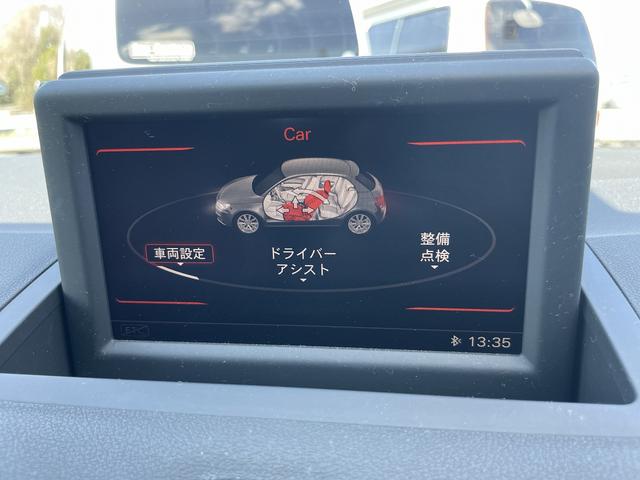 Car
車両設定
ドライバー
アシスト
整備
点検
13:35